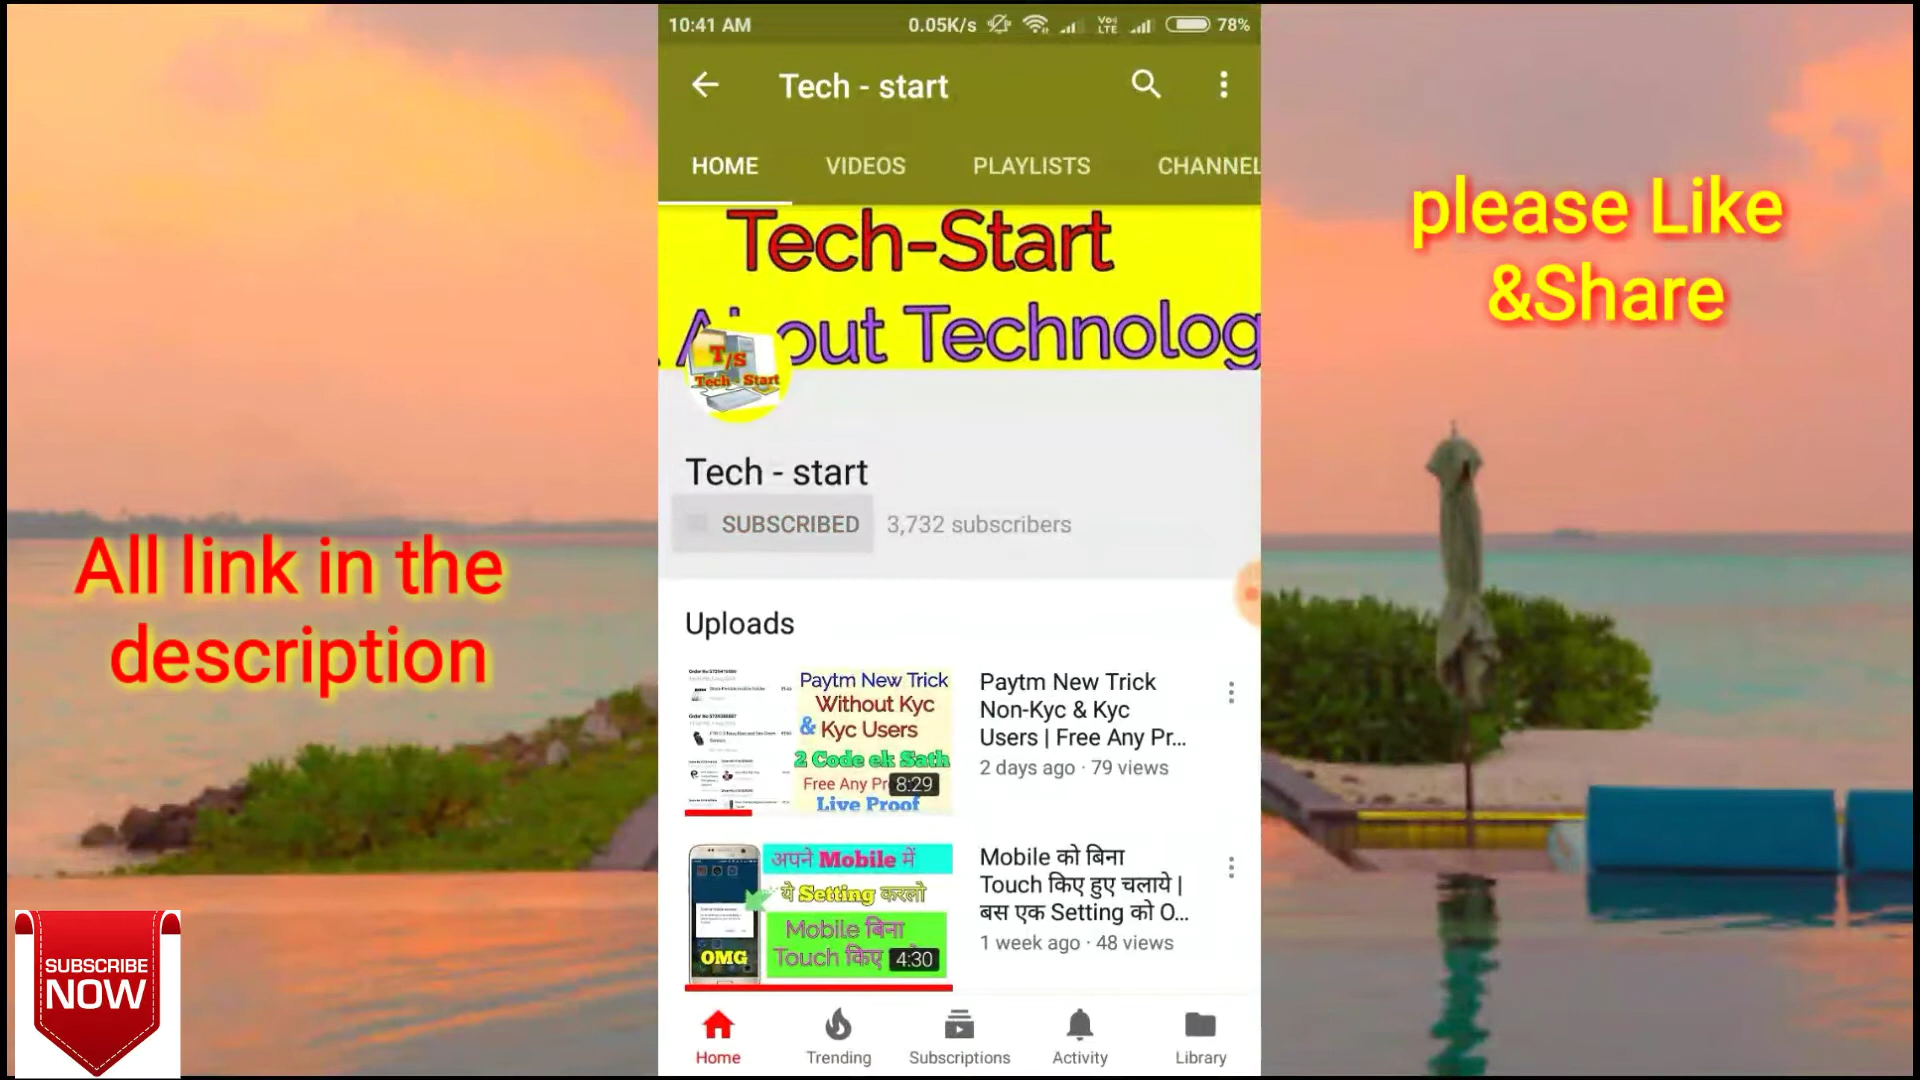 10:41 AM 0.05K/s Vo) LTE 78%
Tech - start
HOME VIDEOS PLAYLISTS CHANNEL
Tech-Start
out Technolog
T/S
Tech - Start
Tech - start
SUBSCRIBED 3,732 subscribers
Uploads
Paytm New Trick
Without Kyc
& Kyc Users
2 Code ek Sath
Free Any Pr
8:29
Live Proof
Paytm New Trick
Non-Kyc & Kyc
Users | Free Any Pr...
2 days ago · 79 views
अपने Mobile में
ये Setting करलो
Mobile बिना
Touch किए
OMG
4:30
Mobile को बिना
Touch किए हुए चलाये |
बस एक Setting को O...
1 week ago · 48 views
Home Trending Subscriptions Activity Library
All link in the
description
please Like
&Share
SUBSCRIBE
NOW